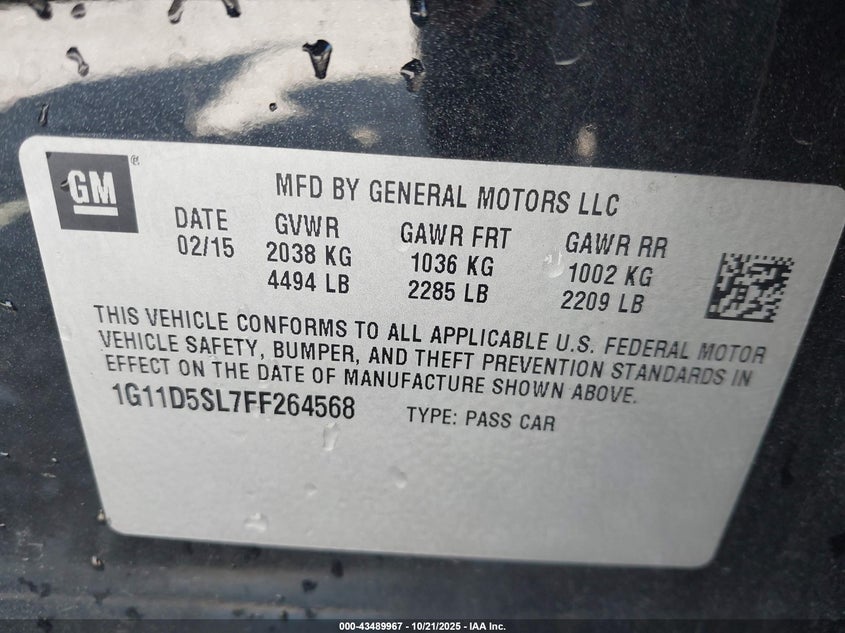 GM
MFD BY GENERAL MOTORS LLC
DATE GVWR GAWR FRT GAWR RR
02/15 2038 KG 1036 KG 1002 KG
4494 LB 2285 LB 2209 LB
THIS VEHICLE CONFORMS TO ALL APPLICABLE U.S. FEDERAL MOTOR
VEHICLE SAFETY, BUMPER, AND THEFT PREVENTION STANDARDS IN
EFFECT ON THE DATE OF MANUFACTURE SHOWN ABOVE.
1G11D5SL7FF264568 TYPE: PASS CAR
000-43489967 - 10/21/2025 - IAA Inc.